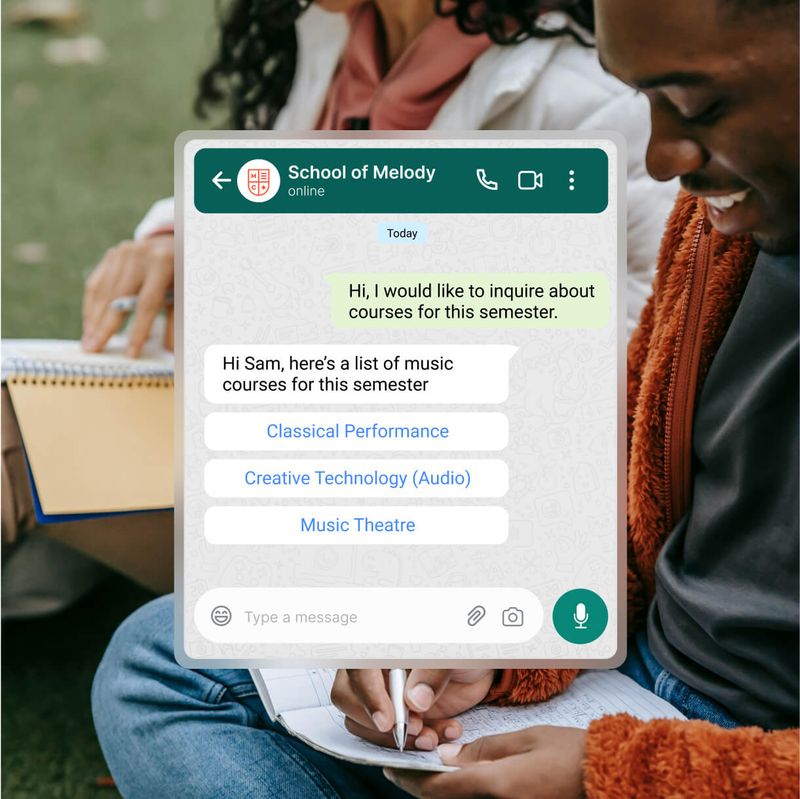 School of Melody
online
Today
Hi, I would like to inquire about
courses for this semester.
Hi Sam, here’s a list of music
courses for this semester
Classical Performance
Creative Technology (Audio)
Music Theatre
Type a message